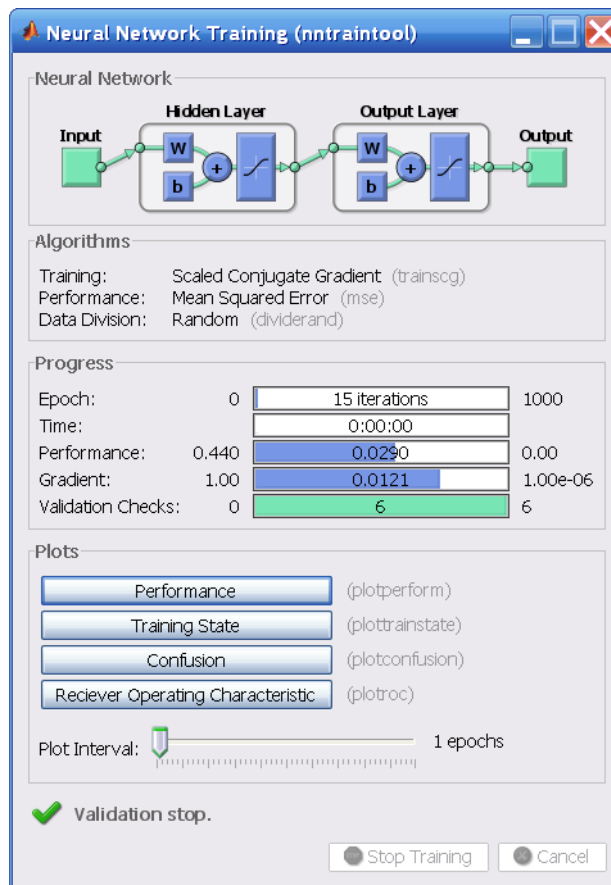 Neural Network Training (nntraintool)
Neural Network
Hidden Layer Output Layer
Input Output
W W
+ +
b b
Algorithms
Training: Scaled Conjugate Gradient (trainscg)
Performance: Mean Squared Error (mse)
Data Division: Random (dividerand)
Progress
Epoch: 0 15 iterations 1000
Time: 0:00:00
Performance: 0.440 0.0290 0.00
Gradient: 1.00 0.0121 1.00e-06
Validation Checks: 0 6 6
Plots
Performance (plotperform)
Training State (plottrainstate)
Confusion (plotconfusion)
Reciever Operating Characteristic (plotroc)
Plot Interval: 1 epochs
Validation stop.
Stop Training Cancel